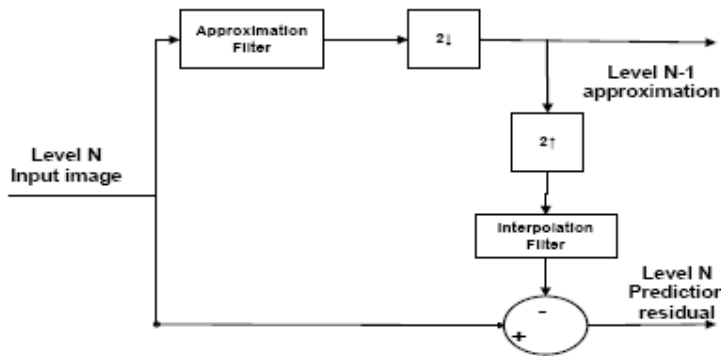 Approximation
Filter
2↓
Level N-1
approximation
2↑
Level N
Input image
Interpolation
Filter
Level N
Prediction
residual
-
+